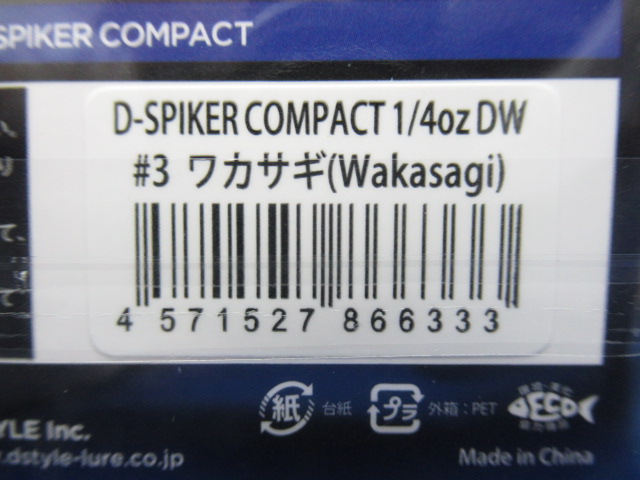 SPIKER COMPACT
D-SPIKER COMPACT 1/4oz DW
#3 ワカサギ(Wakasagi)
4 571527 866333
紙 台紙 プラ 外箱:PET ECO
YLE Inc.
.dstyle-lure.co.jp
Made in China